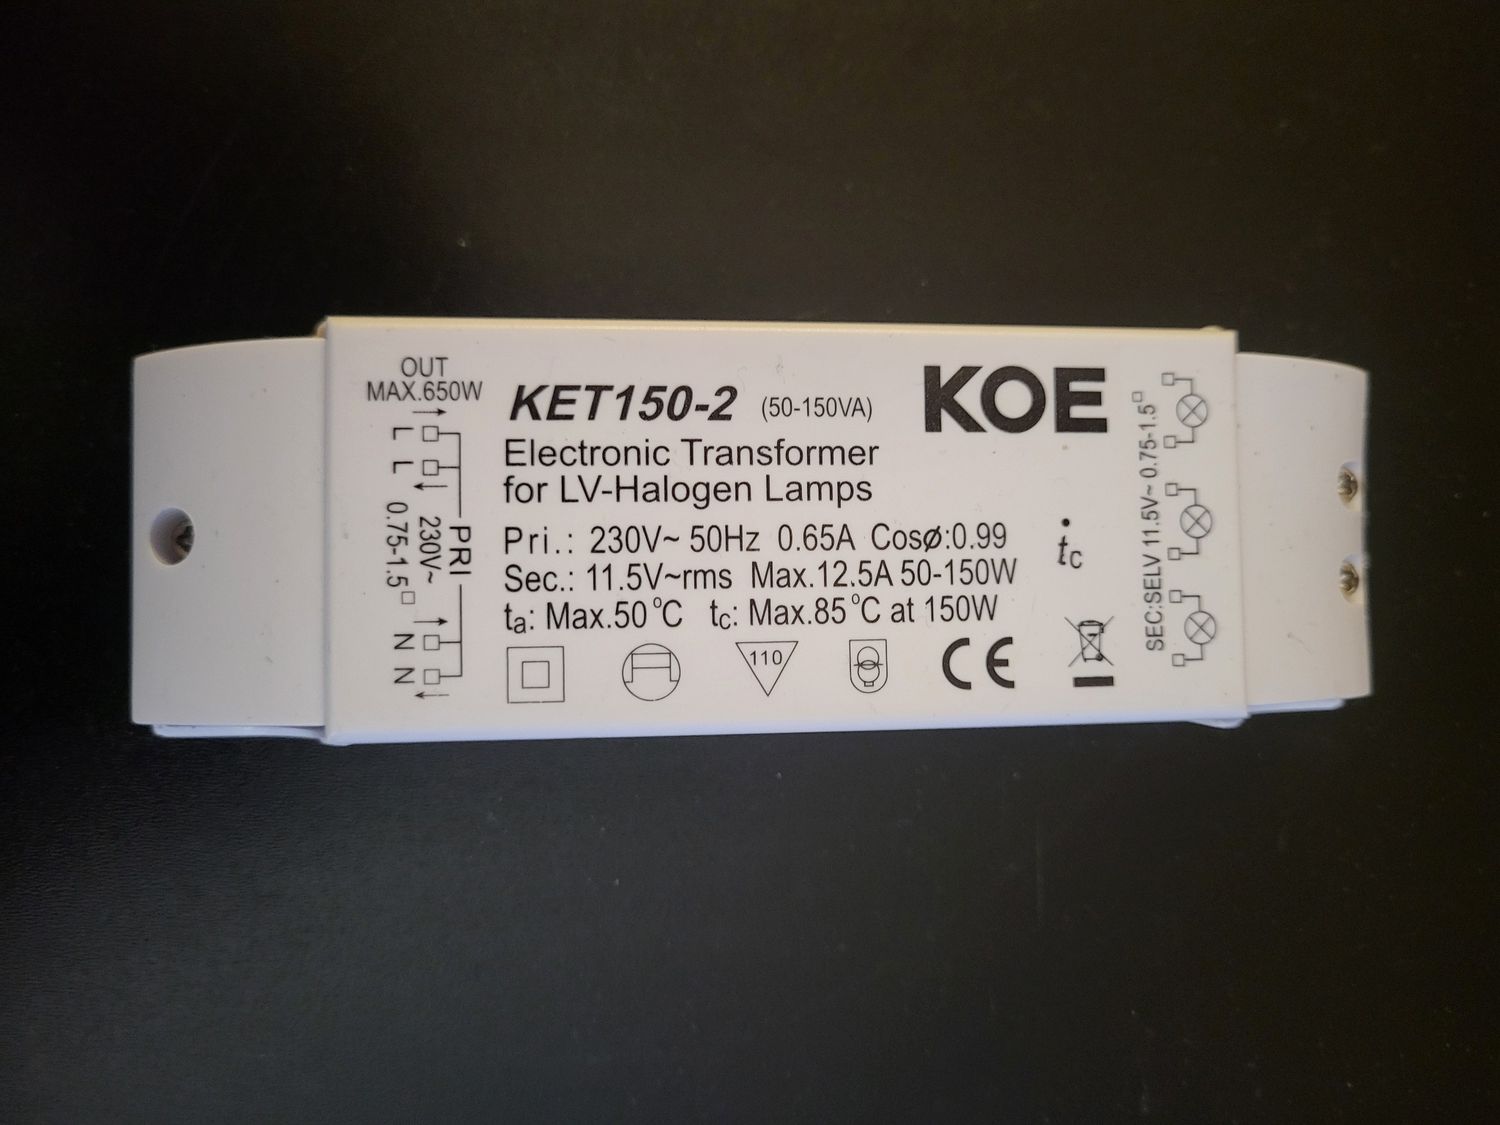 OUT
MAX.650W
L
L
PRI
230V~
0.75-1.5□
N
N
KET150-2 (50-150VA)
KOE
Electronic Transformer
for LV-Halogen Lamps
Pri.: 230V~ 50Hz 0.65A Cosø:0.99
Sec.: 11.5V~rms Max.12.5A 50-150W
ta: Max.50°C tc: Max.85°C at 150W
110
CE
tc
SEC:SELV 11.5V~ 0.75-1.5□